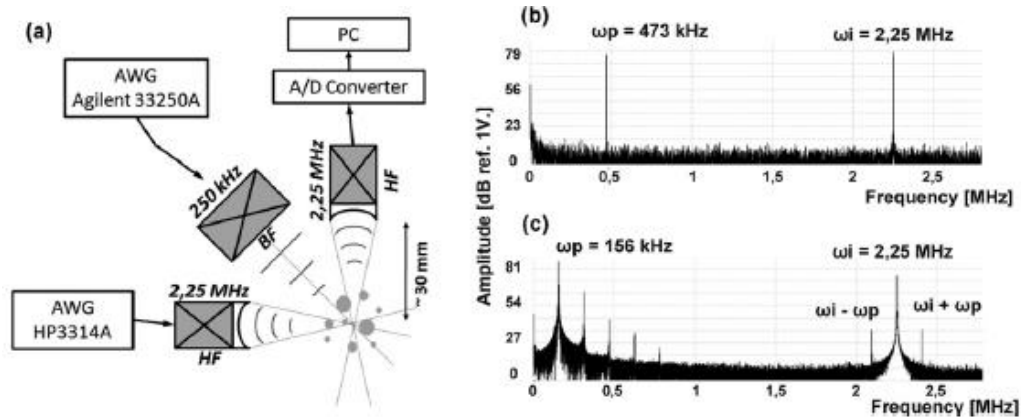 (a)
PC
A/D Converter
AWG
Agilent 33250A
250 kHz
BF
2,25 MHz
HF
2,25 MHz
HF
~30 mm
AWG
HP3314A
(b)
ωp = 473 kHz
ωi = 2,25 MHz
79
56
46
23
0
0
0,5
1
1,5
2
2,5
Frequency [MHz]
Amplitude [dB ref. 1V.]
(c)
ωp = 156 kHz
ωi = 2,25 MHz
ωi - ωp
ωi + ωp
81
54
27
0
0
0,5
1
1,5
2
2,5
Frequency [MHz]